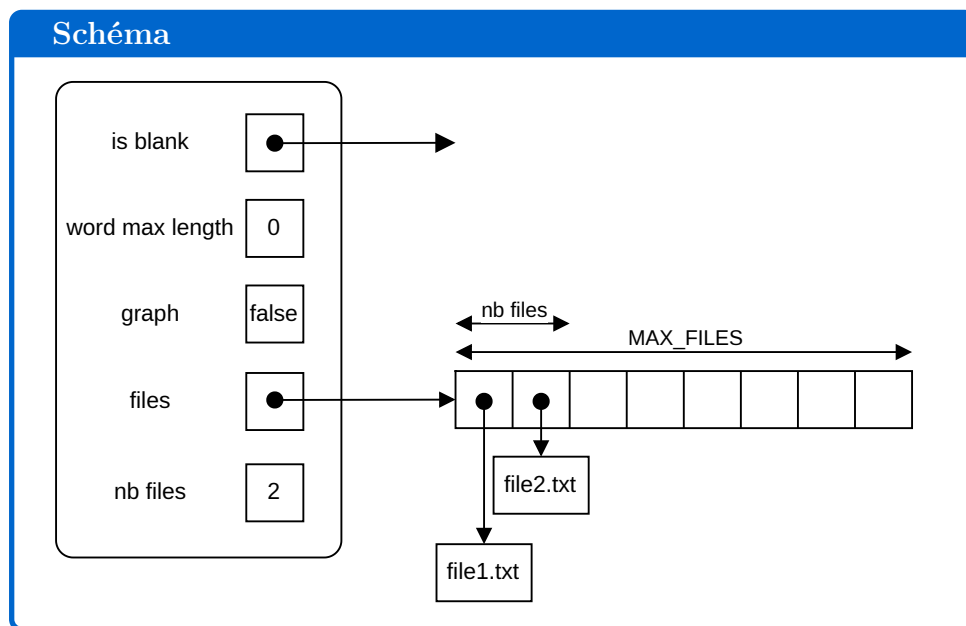 Schéma
is blank
word max length
0
graph
false
nb files
MAX_FILES
files
file2.txt
nb files
2
file1.txt